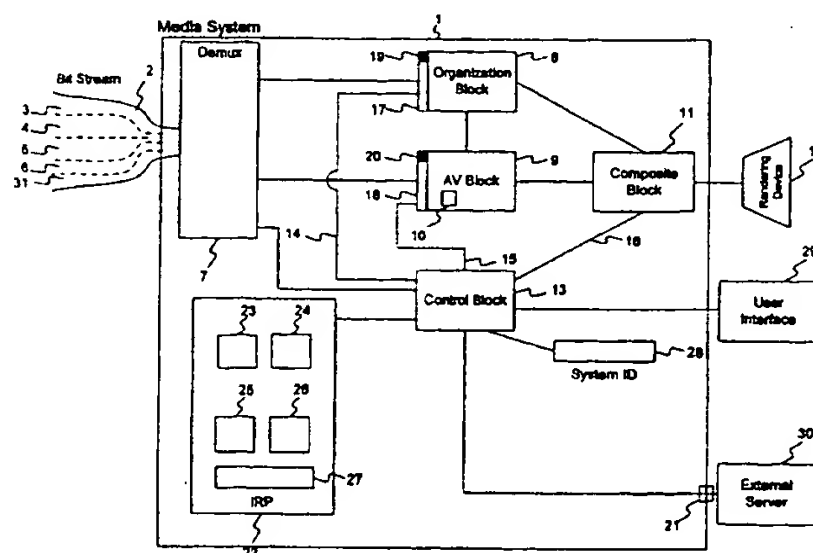 1
Media System
Demux
Bit Stream
2
3
4
5
6
31
7
19
Organization
Block
8
17
20
AV Block
9
18
10
11
Composite
Block
Rendering
Device
14
15
16
Control Block
13
29
User
Interface
28
System ID
23
24
25
26
27
IRP
30
External
Server
21